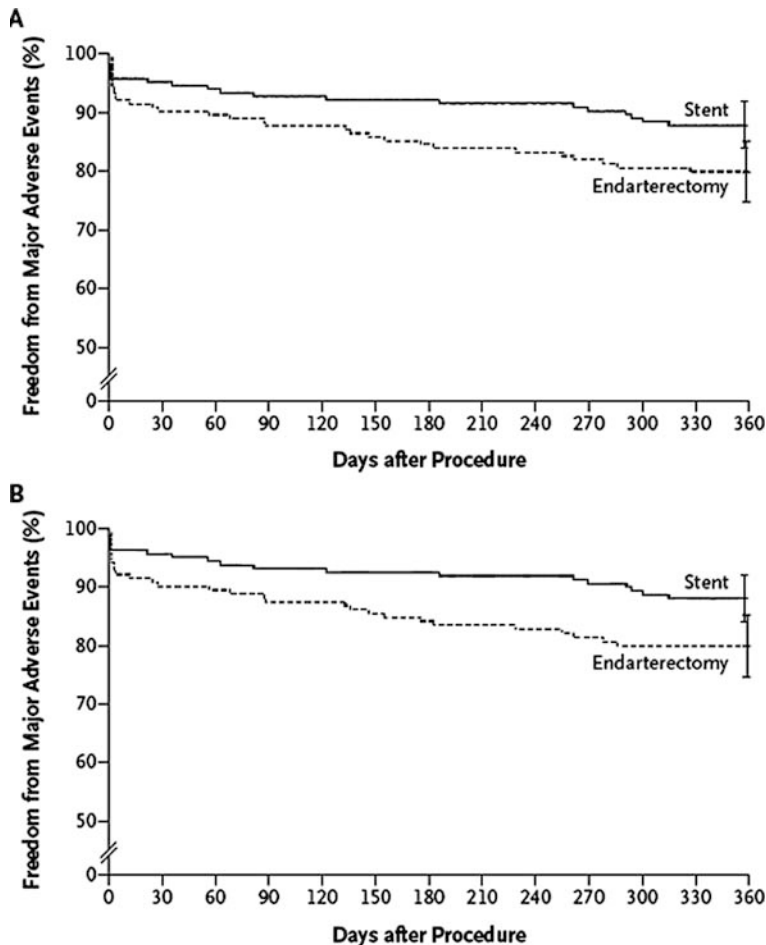 A
Freedom from Major Adverse Events (%)
100
90
80
70
60
50
0
Stent
Endarterectomy
0 30 60 90 120 150 180 210 240 270 300 330 360
Days after Procedure
B
Freedom from Major Adverse Events (%)
100
90
80
70
60
50
0
Stent
Endarterectomy
0 30 60 90 120 150 180 210 240 270 300 330 360
Days after Procedure